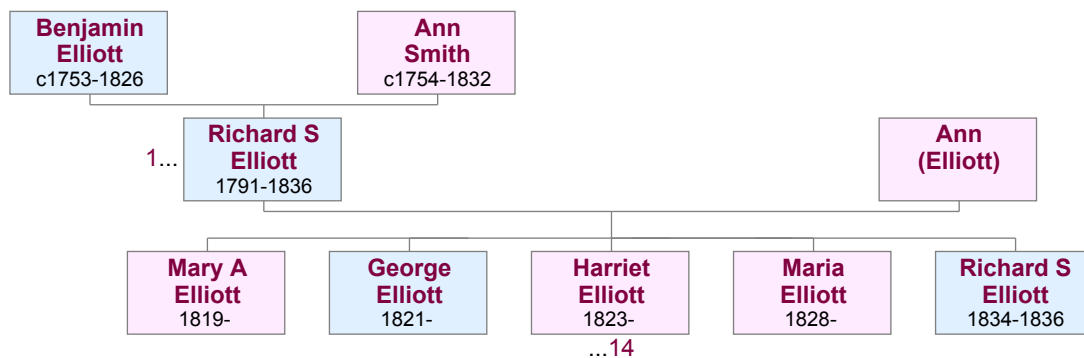 Benjamin
Elliott
c1753-1826
Ann
Smith
c1754-1832
1...
Richard S
Elliott
1791-1836
Ann
(Elliott)
Mary A
Elliott
1819-
George
Elliott
1821-
Harriet
Elliott
1823-
Maria
Elliott
1828-
Richard S
Elliott
1834-1836
...14